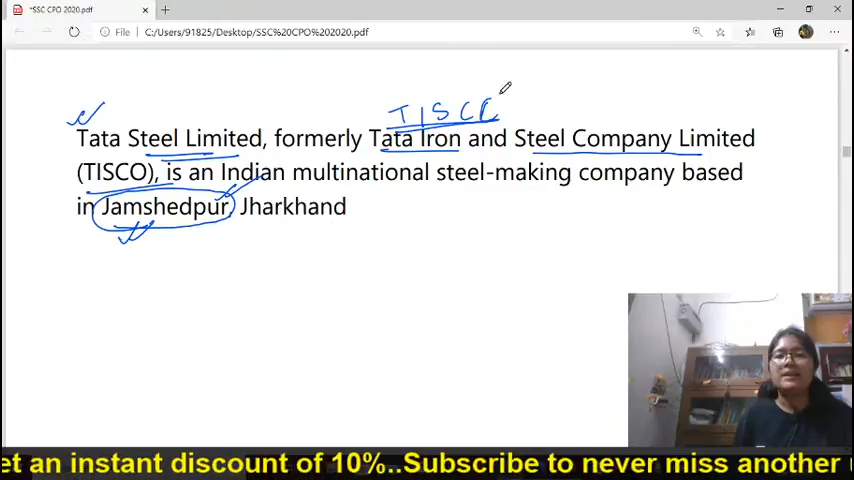 *SSC CPO 2020.pdf
File
C:/Users/91825/Desktop/SSC%20CPO%202020.pdf
TISC
Tata Steel Limited, formerly Tata Iron and Steel Company Limited
(TISCO), is an Indian multinational steel-making company based
in Jamshedpur, Jharkhand
et an instant discount of 10%..Subscribe to never miss another